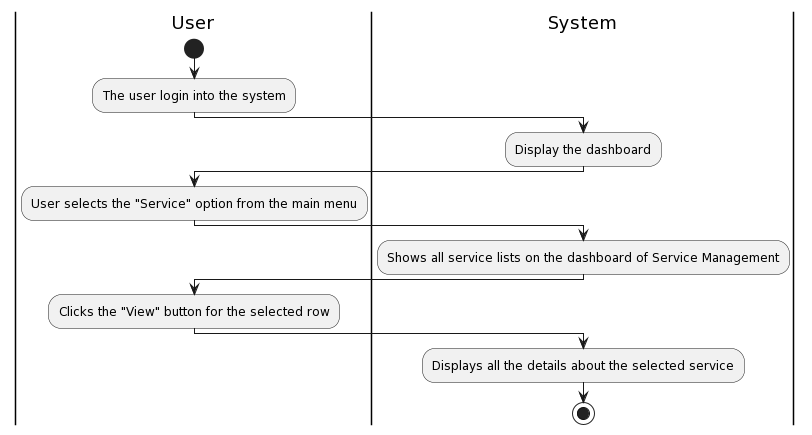 User
System
The user login into the system
Display the dashboard
User selects the "Service" option from the main menu
Shows all service lists on the dashboard of Service Management
Clicks the "View" button for the selected row
Displays all the details about the selected service